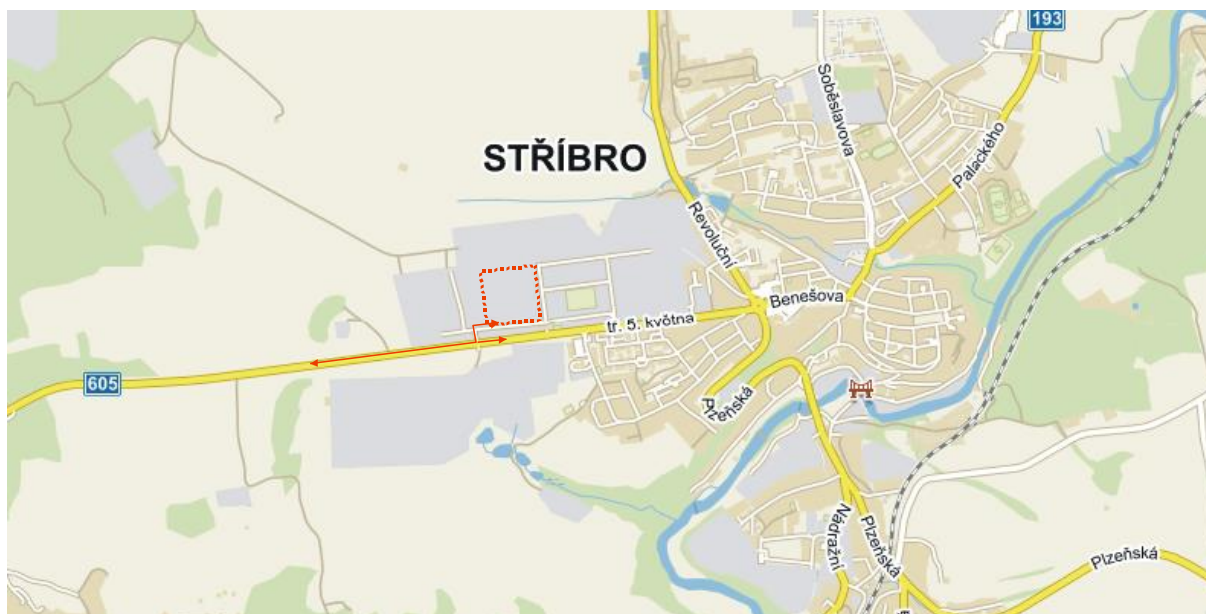 193
Soběslavova
STŘÍBRO
Palackého
Revoluční
Benešova
tř. 5. května
605
Plzeňská
Nádražní
Plzeňská
Plzeňská